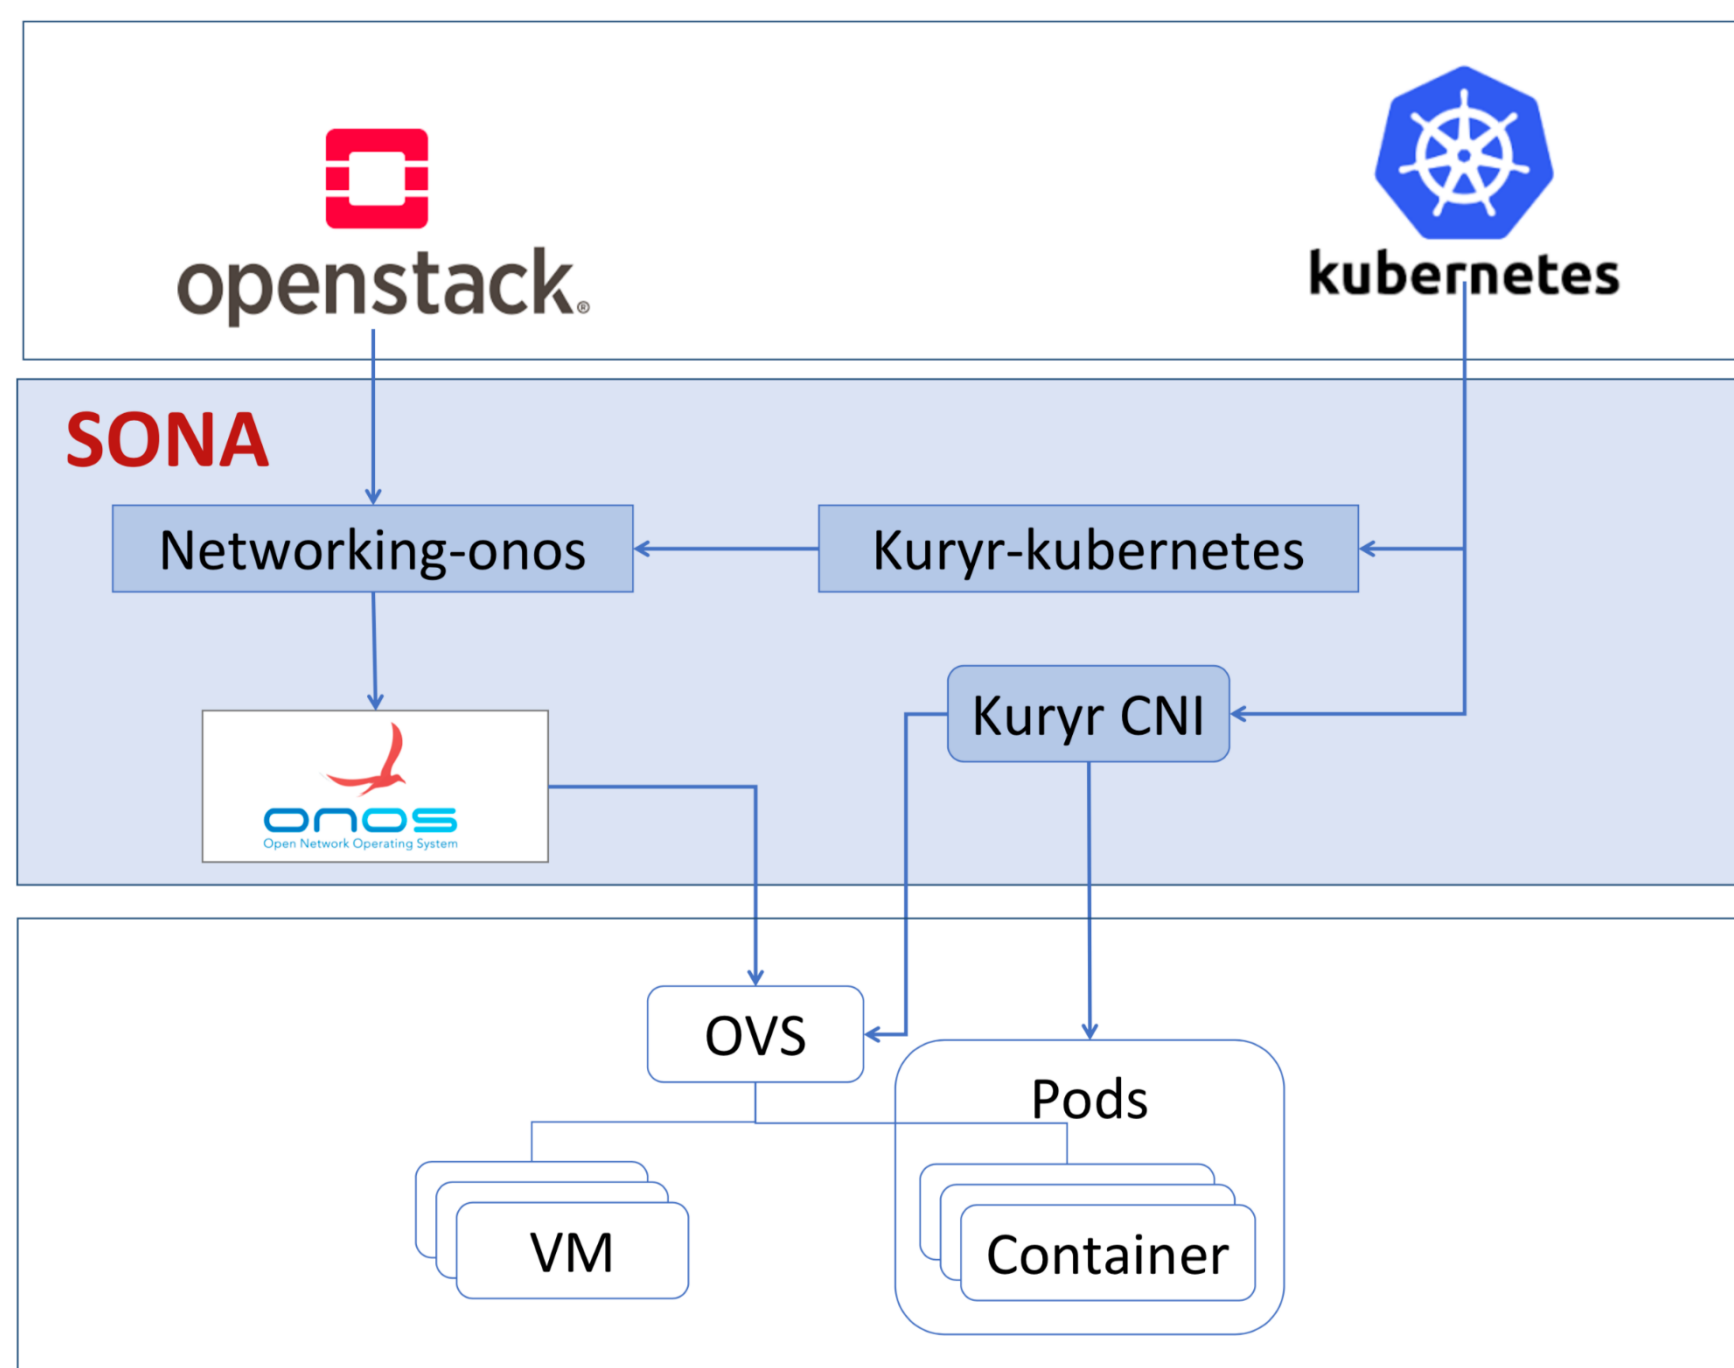 openstack®
kubernetes
SONA
Networking-onos
Kuryr-kubernetes
Kuryr CNI
onos
Open Network Operating System
OVS
Pods
VM
Container